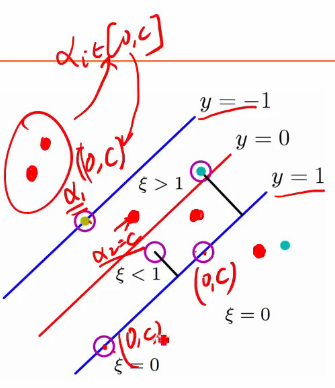 αi∈[0,C]
y = −1
(0,C)
y = 0
α1
ξ > 1
y = 1
α2=C
ξ < 1
(0,C)
ξ = 0
(0,C)
ξ = 0